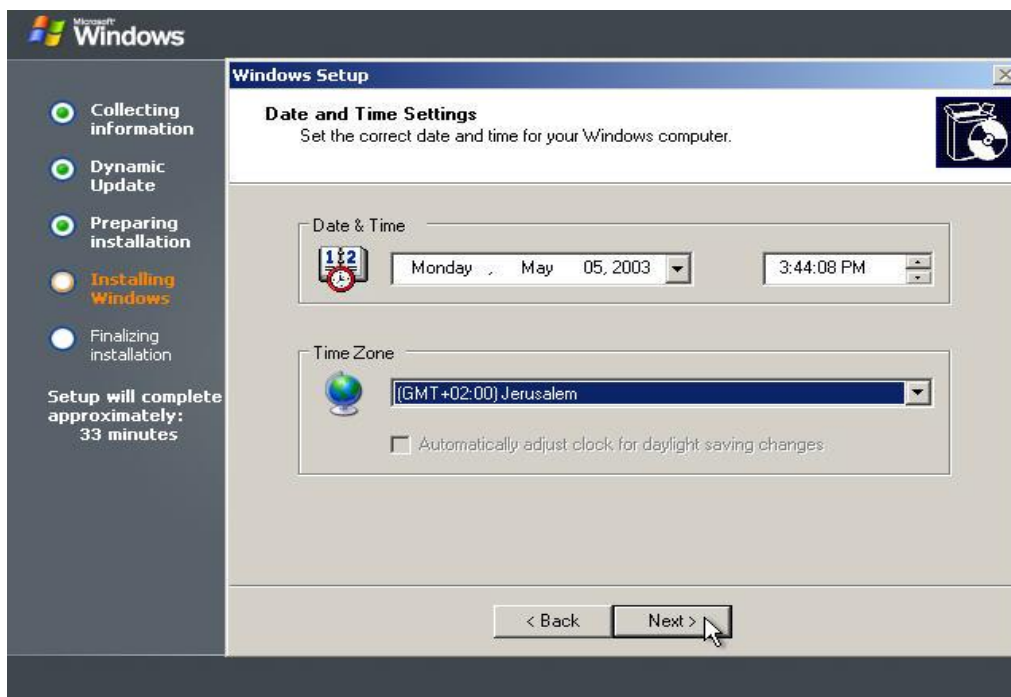 Microsoft
Windows
Collecting
information
Dynamic
Update
Preparing
installation
Installing
Windows
Finalizing
installation
Setup will complete
approximately:
33 minutes
Windows Setup
Date and Time Settings
Set the correct date and time for your Windows computer.
Date & Time
12
Monday , May 05, 2003
3:44:08 PM
Time Zone
(GMT+02:00) Jerusalem
Automatically adjust clock for daylight saving changes
< Back
Next >